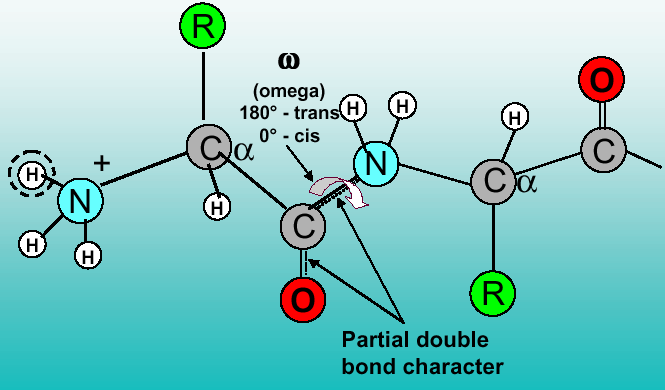 R
ω
(omega)
180° - trans
0° - cis
O
H H
H
C α
N
C
+
H
C α
N
H
C
H H
O
R
Partial double
bond character